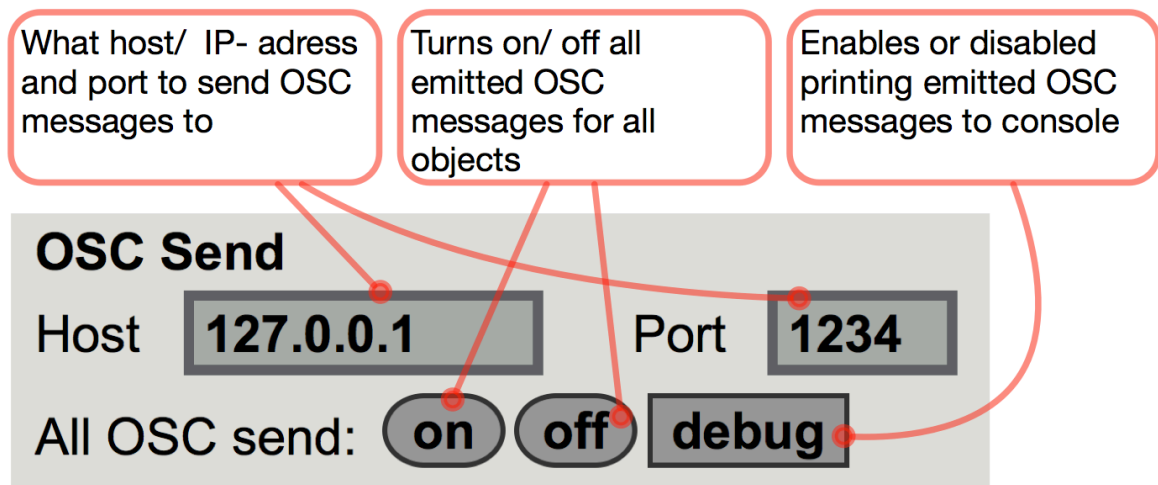 What host/ IP- adress
and port to send OSC
messages to
Turns on/ off all
emitted OSC
messages for all
objects
Enables or disabled
printing emitted OSC
messages to console
OSC Send
Host 127.0.0.1 Port 1234
All OSC send: on off debug